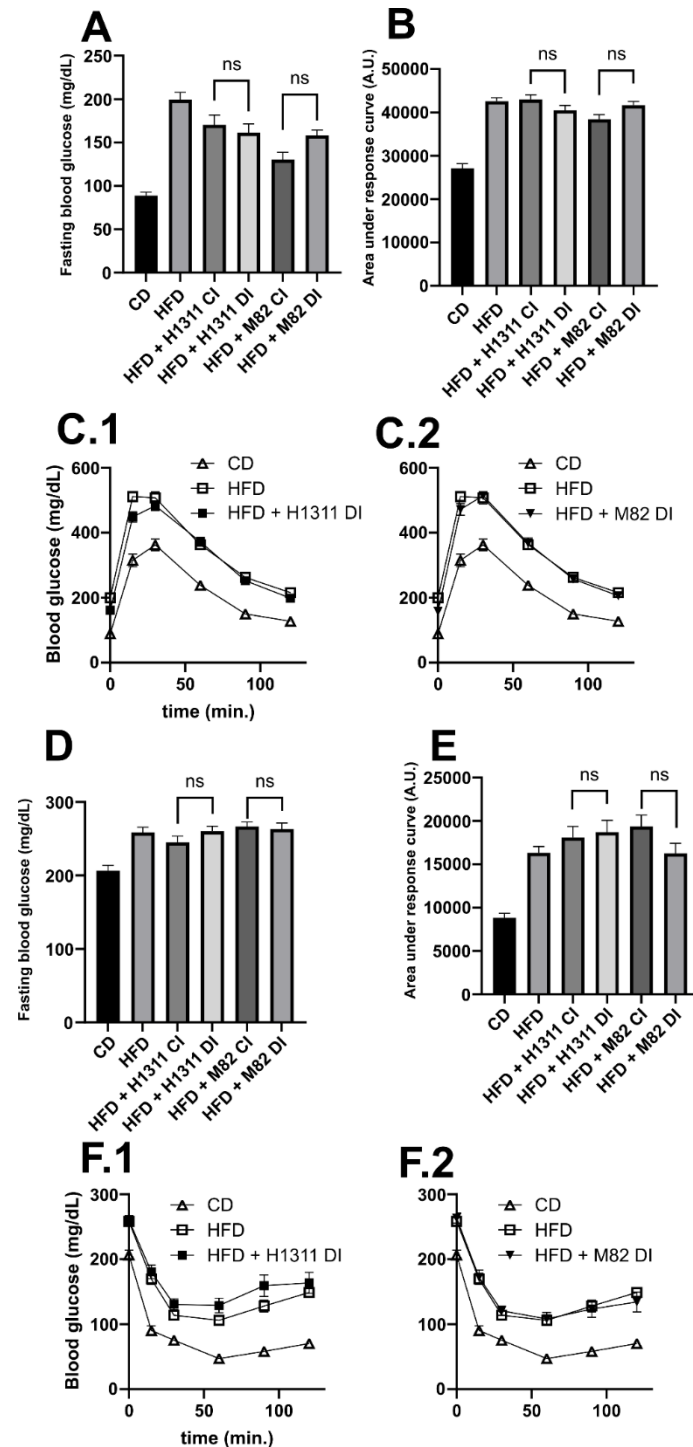 A
Fasting blood glucose (mg/dL)
250
200
150
100
50
0
ns
ns
CD
HFD
HFD + H1311 CI
HFD + H1311 DI
HFD + M82 CI
HFD + M82 DI
B
Area under response curve (A.U.)
50000
40000
30000
20000
10000
0
ns
ns
CD
HFD
HFD + H1311 CI
HFD + H1311 DI
HFD + M82 CI
HFD + M82 DI
C.1
Blood glucose (mg/dL)
600
400
200
0
CD
HFD
HFD + H1311 DI
0
50
100
time (min.)
C.2
600
400
200
0
CD
HFD
HFD + M82 DI
0
50
100
D
Fasting blood glucose (mg/dL)
300
200
100
0
ns
ns
CD
HFD
HFD + H1311 CI
HFD + H1311 DI
HFD + M82 CI
HFD + M82 DI
E
Area under response curve (A.U.)
25000
20000
15000
10000
5000
0
ns
ns
CD
HFD
HFD + H1311 CI
HFD + H1311 DI
HFD + M82 CI
HFD + M82 DI
F.1
Blood glucose (mg/dL)
300
200
100
0
CD
HFD
HFD + H1311 DI
0
50
100
time (min.)
F.2
300
200
100
0
CD
HFD
HFD + M82 DI
0
50
100